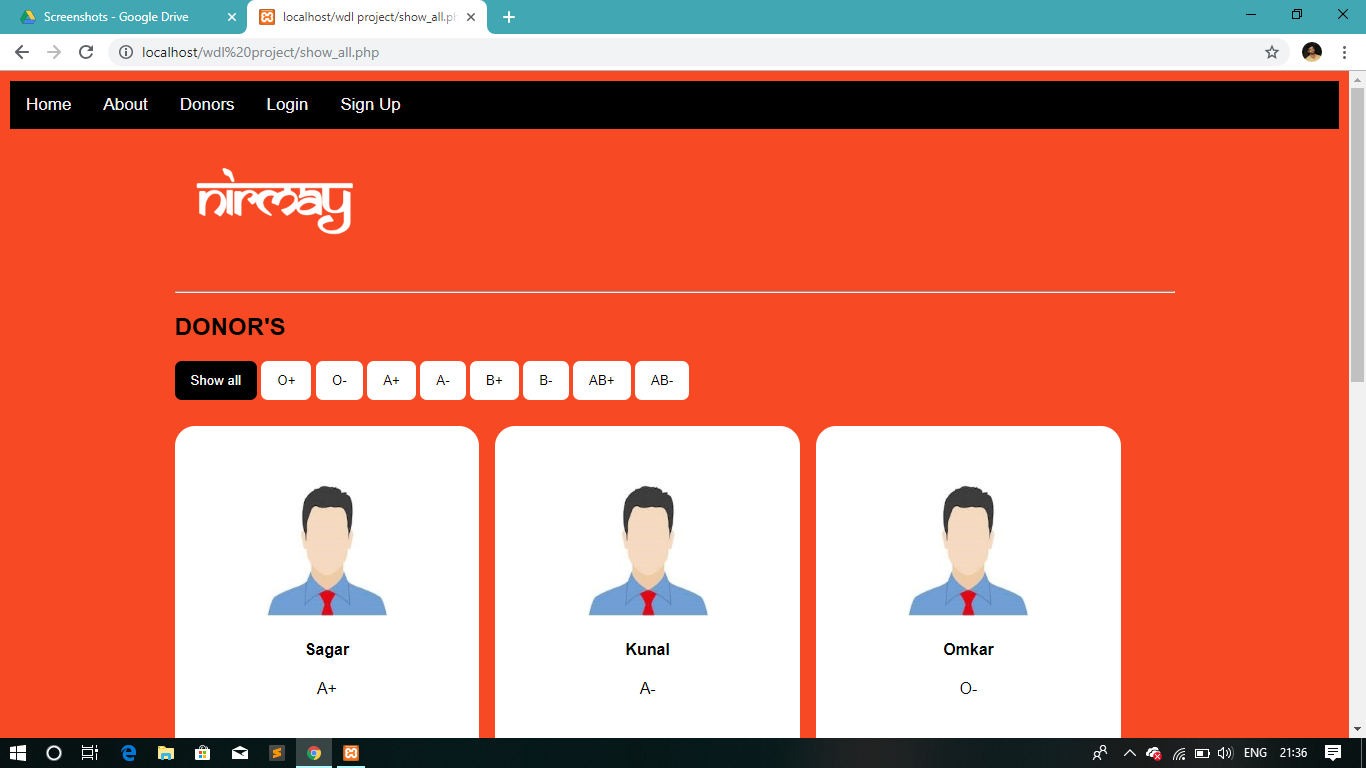 Screenshots - Google Drive
localhost/wdl project/show_all.ph
localhost/wdl%20project/show_all.php
Home About Donors Login Sign Up
nirmay
DONOR'S
Show all O+ O- A+ A- B+ B- AB+ AB-
Sagar Kunal Omkar
A+ A- O-
ENG 21:36